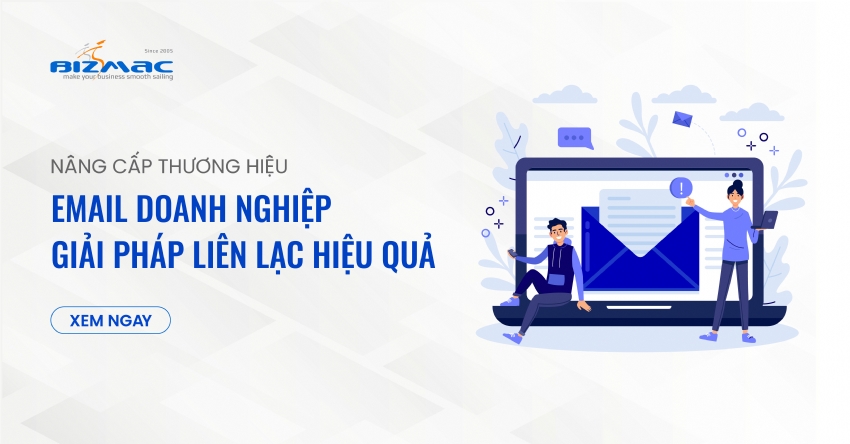 Since 2005
BIZMAC
make your business smooth sailing
NÂNG CẤP THƯƠNG HIỆU
EMAIL DOANH NGHIỆP
GIẢI PHÁP LIÊN LẠC HIỆU QUẢ
XEM NGAY
!